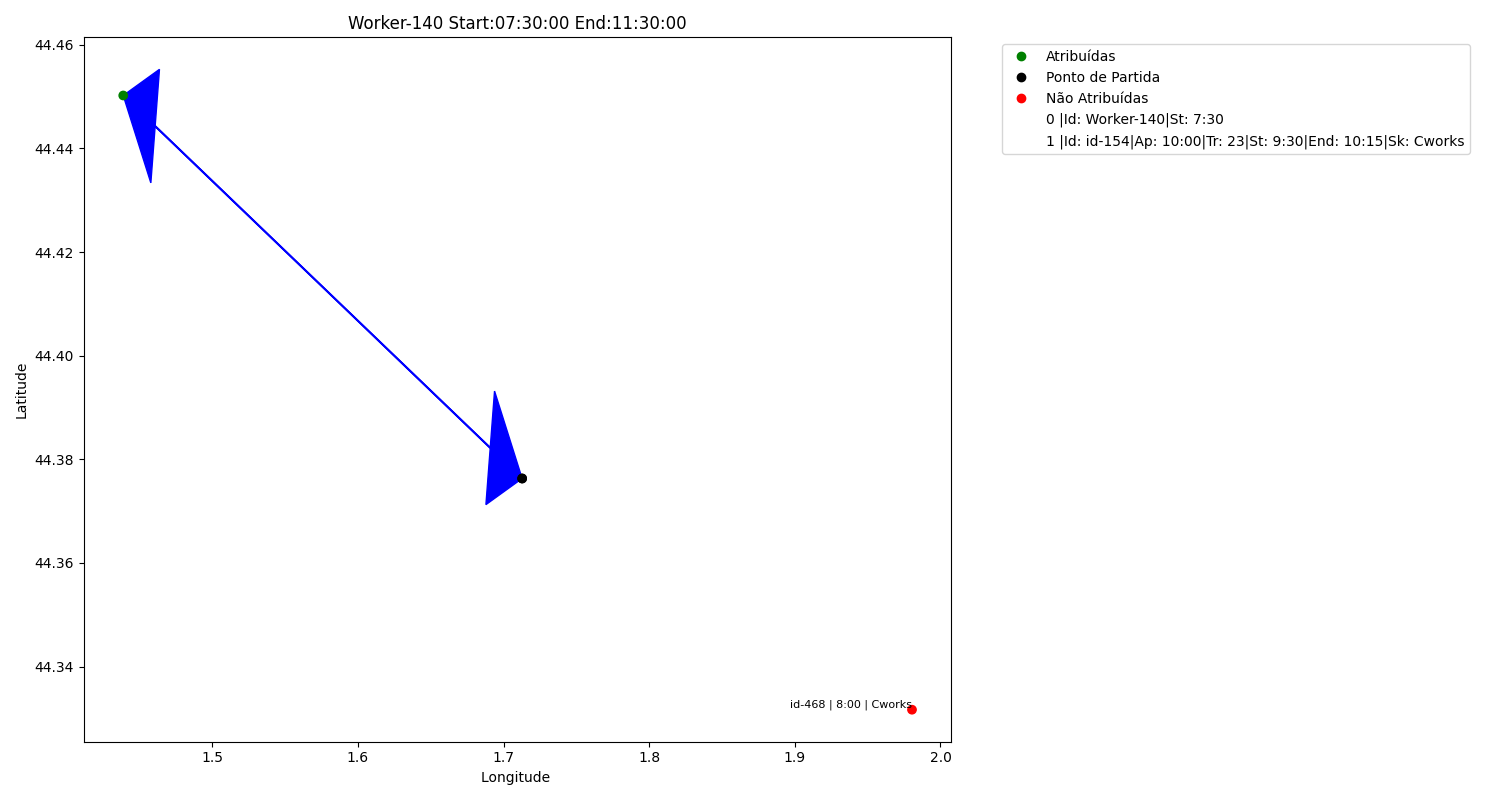 Worker-140 Start:07:30:00 End:11:30:00
44.46
44.44
44.42
44.40
44.38
44.36
44.34
Latitude
1.5
1.6
1.7
1.8
1.9
2.0
Longitude
id-468 | 8:00 | Cworks
Atribuídas
Ponto de Partida
Não Atribuídas
0 |Id: Worker-140|St: 7:30
1 |Id: id-154|Ap: 10:00|Tr: 23|St: 9:30|End: 10:15|Sk: Cworks